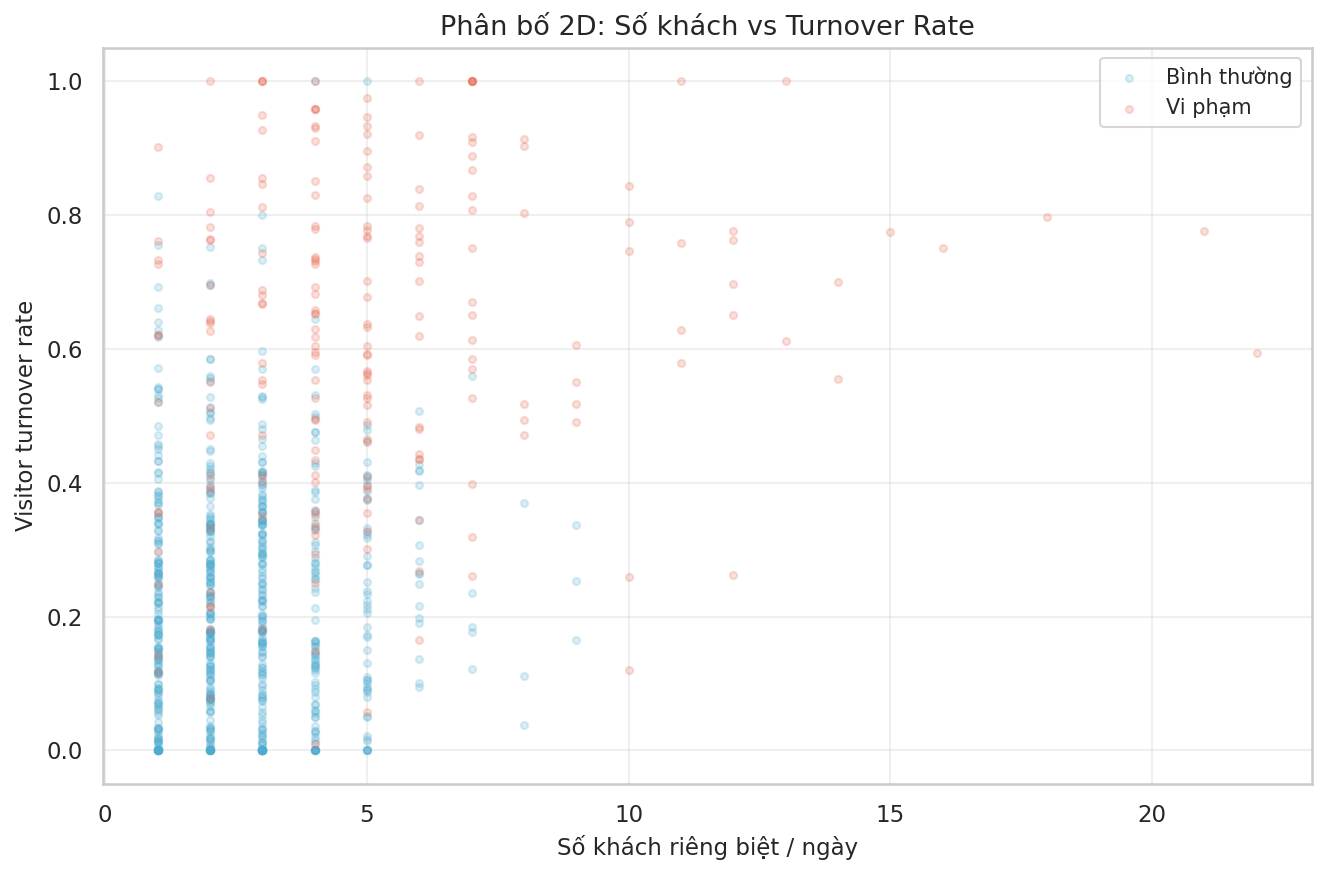 Phân bố 2D: Số khách vs Turnover Rate
Bình thường
Vi phạm
Visitor turnover rate
1.0
0.8
0.6
0.4
0.2
0.0
0 5 10 15 20
Số khách riêng biệt / ngày